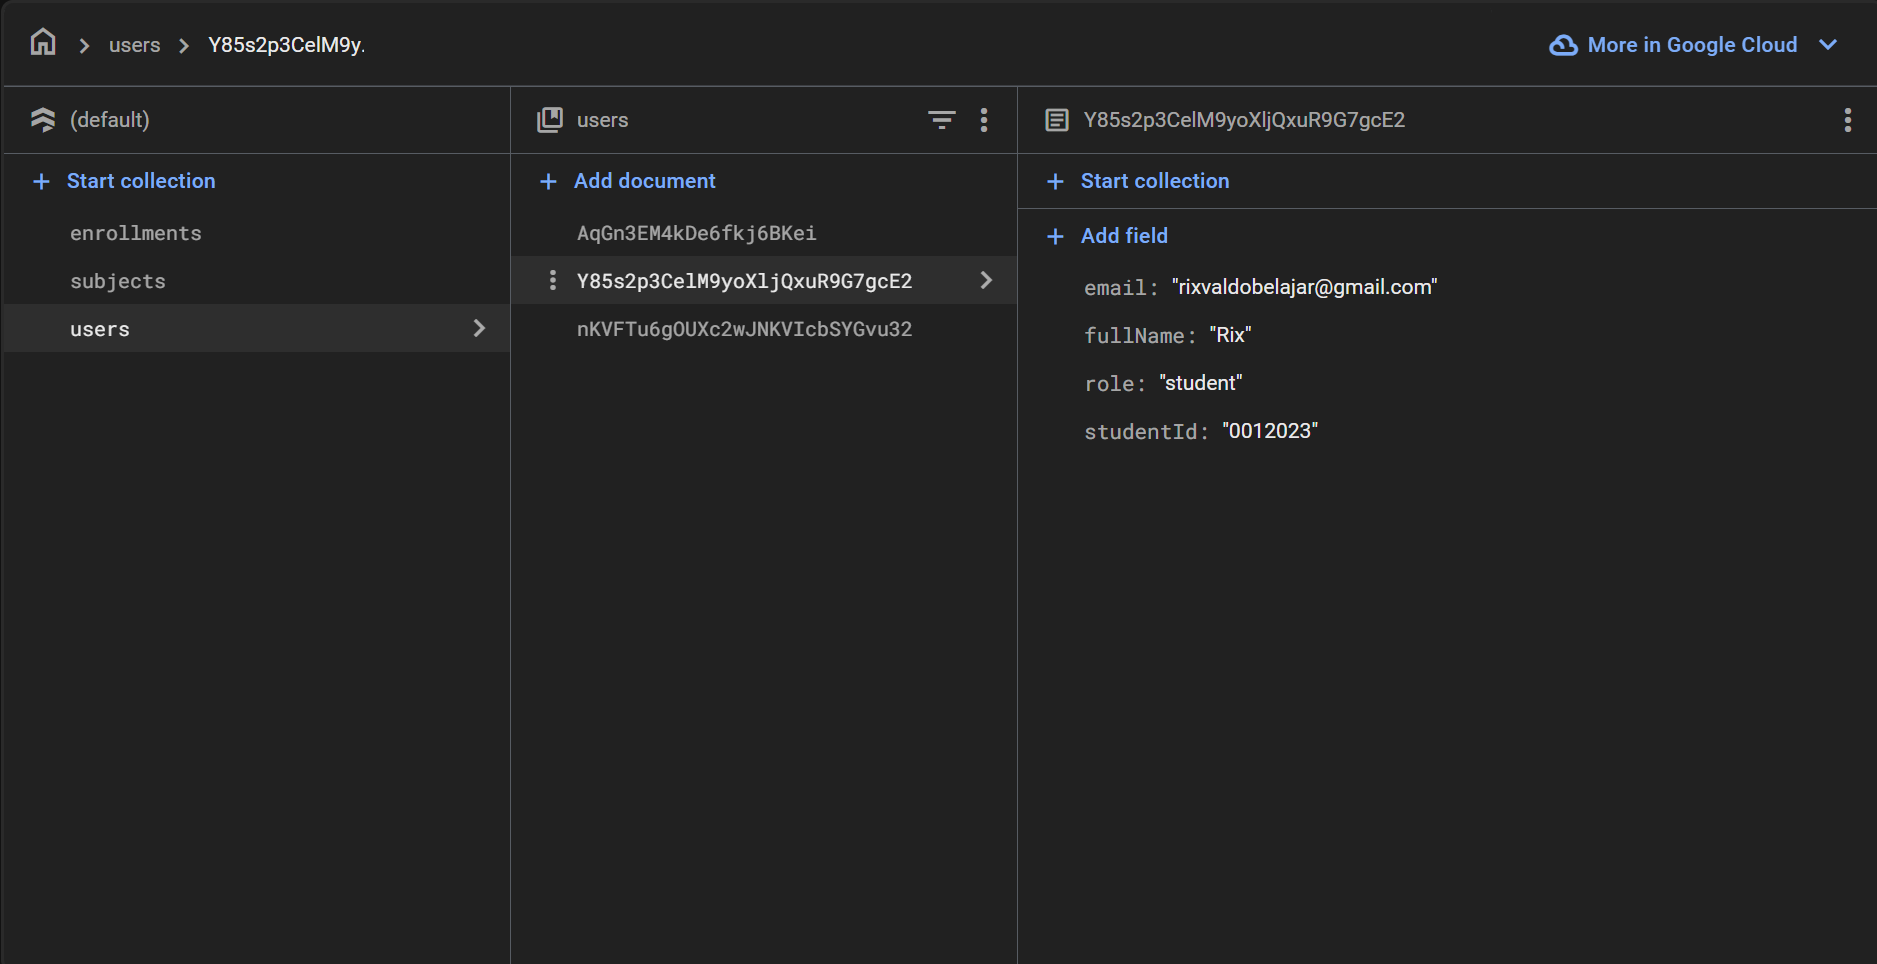 users Y85s2p3CelM9y. More in Google Cloud
(default)
Start collection
enrollments
subjects
users
users
Add document
AqGn3EM4kDe6fkj6BKei
Y85s2p3CelM9yoXljQxuR9G7gcE2
nKVFTu6gOUXc2wJNKVIcbSYGvu32
Y85s2p3CelM9yoXljQxuR9G7gcE2
Start collection
Add field
email: "rixvaldobelajar@gmail.com"
fullName: "Rix"
role: "student"
studentId: "0012023"